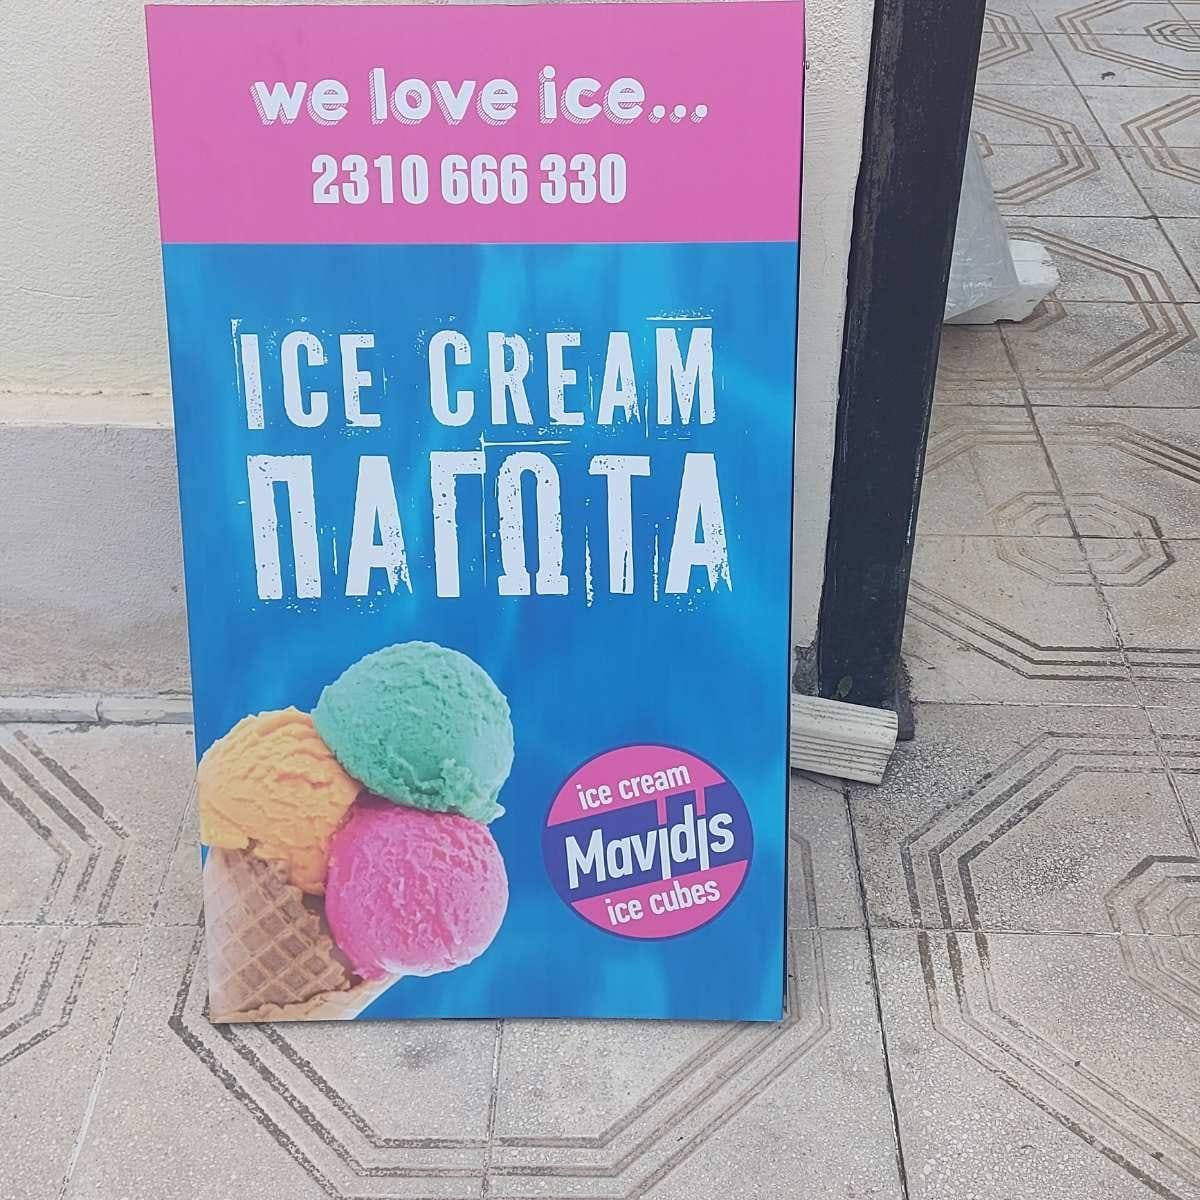 we love ice...
2310 666 330
ICE CREAM
ΠΑΓΩΤΑ
ice cream
Mavidis
ice cubes